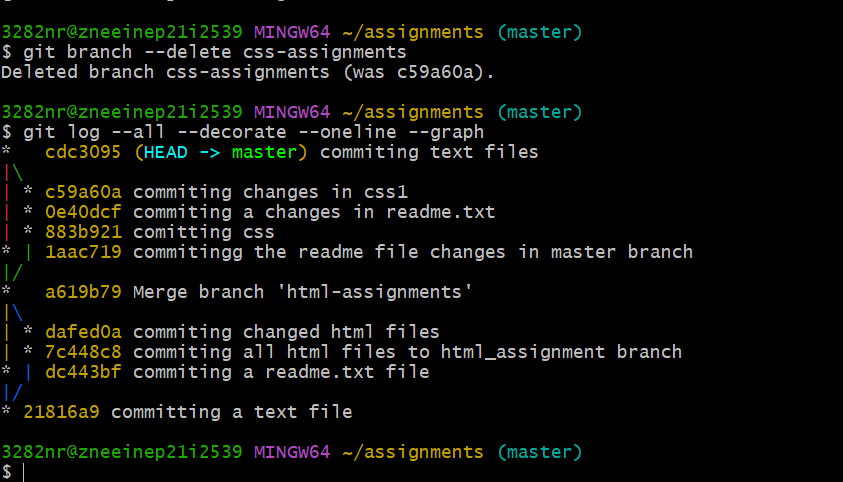 3282nr@zneeinep21i2539 MINGW64 ~/assignments (master)
$ git branch --delete css-assignments
Deleted branch css-assignments (was c59a60a).
3282nr@zneeinep21i2539 MINGW64 ~/assignments (master)
$ git log --all --decorate --oneline --graph
*   cdc3095 (HEAD -> master) commiting text files
|\
| * c59a60a commiting changes in css1
| * 0e40dcf commiting a changes in readme.txt
| * 883b921 comitting css
* | 1aac719 commitingg the readme file changes in master branch
|/
*   a619b79 Merge branch 'html-assignments'
|\
| * dafed0a commiting changed html files
| * 7c448c8 commiting all html files to html_assignment branch
* | dc443bf commiting a readme.txt file
|/
* 21816a9 committing a text file
3282nr@zneeinep21i2539 MINGW64 ~/assignments (master)
$